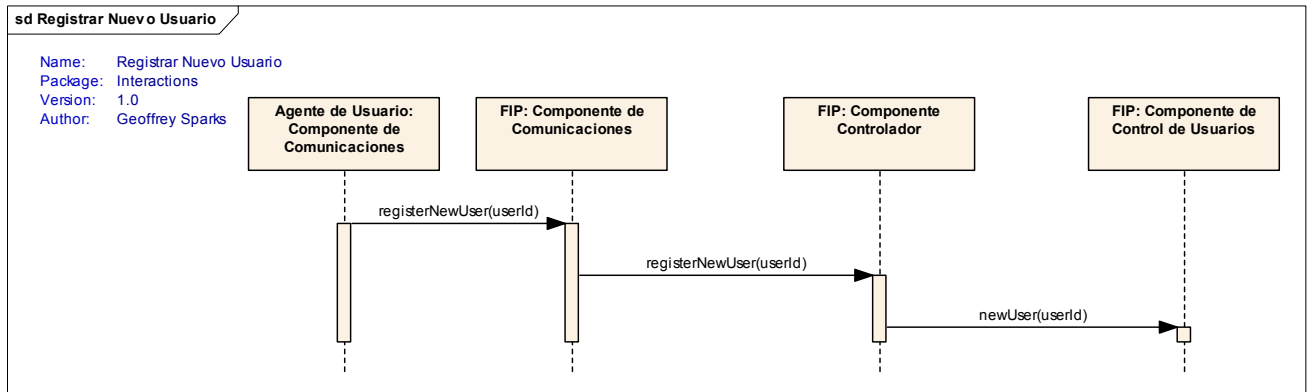 sd Registrar Nuevo Usuario
Name: Registrar Nuevo Usuario
Package: Interactions
Version: 1.0
Author: Geoffrey Sparks
Agente de Usuario:
Componente de
Comunicaciones
FIP: Componente de
Comunicaciones
FIP: Componente
Controlador
FIP: Componente de
Control de Usuarios
registerNewUser(userId)
registerNewUser(userId)
newUser(userId)